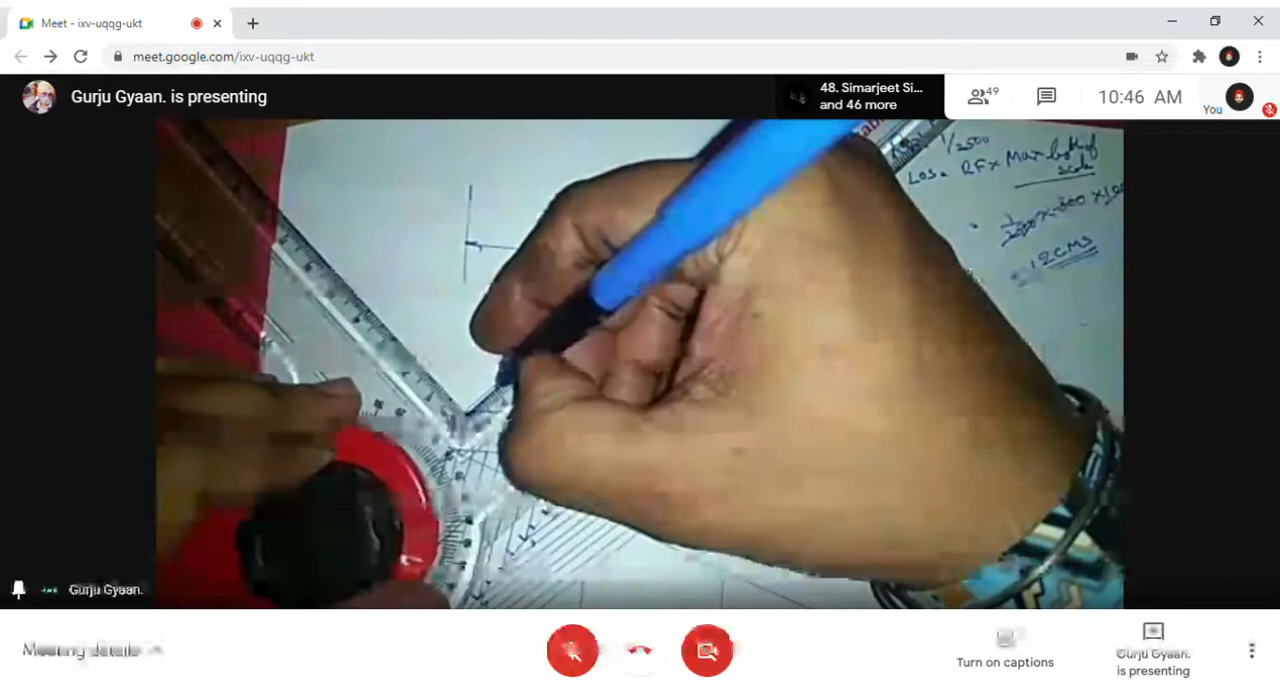 Meet - ixv-uqqg-ukt
meet.google.com/ixv-uqqg-ukt
Gurju Gyaan. is presenting
48. Simarjeet Si...
and 46 more
49
10:46 AM
You
1/2500
LOS = RF x Max length of
scale
= 12 CMS
Gurju Gyaan.
Meeting details
Turn on captions
Gurju Gyaan.
is presenting